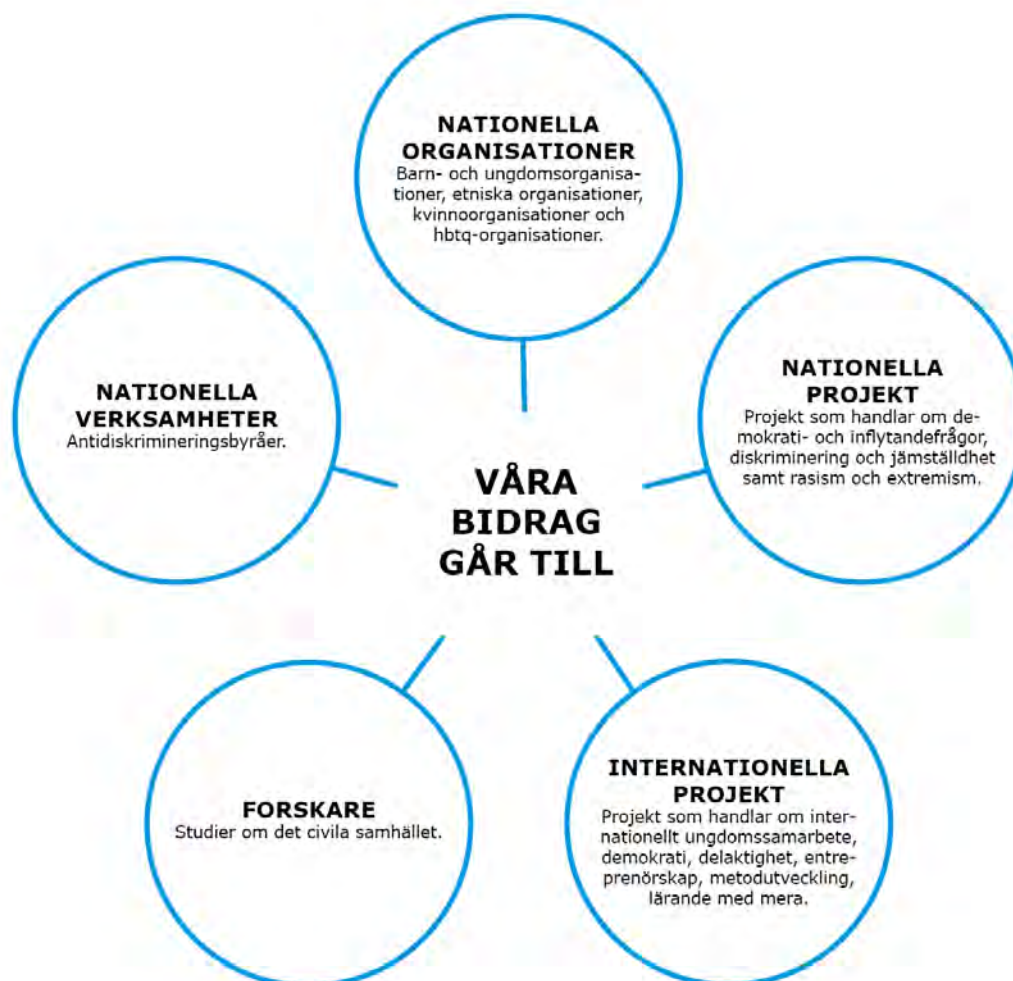 NATIONELLA
ORGANISATIONER
Barn- och ungdomsorganisa-
tioner, etniska organisationer,
kvinnoorganisationer och
hbtq-organisationer.
NATIONELLA
VERKSAMHETER
Antidiskrimineringsbyråer.
NATIONELLA
PROJEKT
Projekt som handlar om de-
mokrati- och inflytandefrågor,
diskriminering och jämställdhet
samt rasism och extremism.
VÅRA
BIDRAG
GÅR TILL
FORSKARE
Studier om det civila samhället.
INTERNATIONELLA
PROJEKT
Projekt som handlar om inter-
nationellt ungdomssamarbete,
demokrati, delaktighet, entre-
prenörskap, metodutveckling,
lärande med mera.